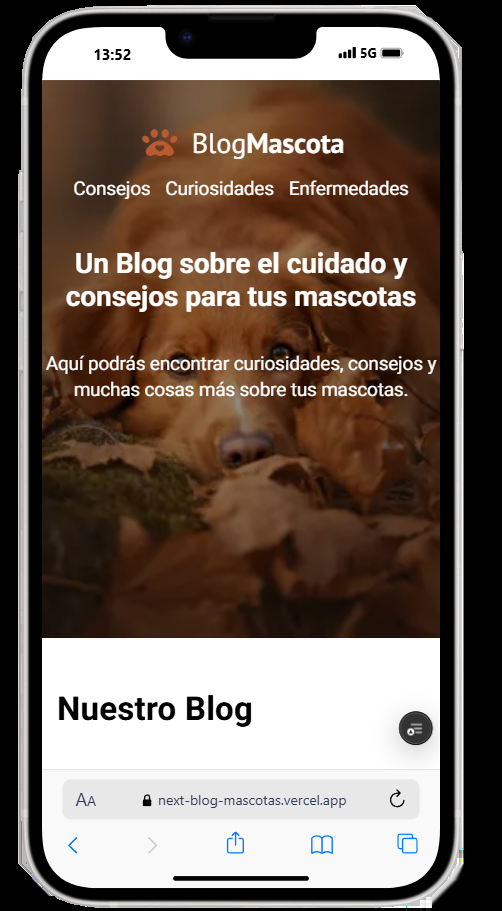 13:52
5G
BlogMascota
Consejos Curiosidades Enfermedades
Un Blog sobre el cuidado y
consejos para tus mascotas
Aquí podrás encontrar curiosidades, consejos y
muchas cosas más sobre tus mascotas.
Nuestro Blog
AA
next-blog-mascotas.vercel.app